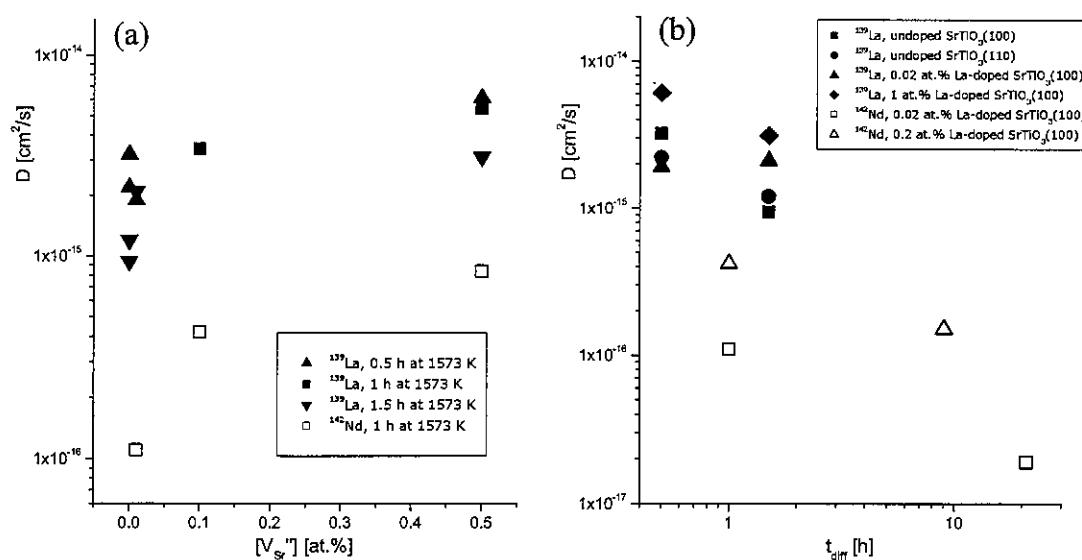 (a)
1x10⁻¹⁴
1x10⁻¹⁵
1x10⁻¹⁶
D [cm²/s]
0.0 0.1 0.2 0.3 0.4 0.5
[V_Sr''] [at.%]
¹³⁹La, 0.5 h at 1573 K
¹³⁹La, 1 h at 1573 K
¹³⁹La, 1.5 h at 1573 K
¹⁴²Nd, 1 h at 1573 K
(b)
1x10⁻¹⁴
1x10⁻¹⁵
1x10⁻¹⁶
1x10⁻¹⁷
D [cm²/s]
1 10
t_diff [h]
¹³⁹La, undoped SrTiO₃(100)
¹³⁹La, undoped SrTiO₃(110)
¹³⁹La, 0.02 at.% La-doped SrTiO₃(100)
¹³⁹La, 1 at.% La-doped SrTiO₃(100)
¹⁴²Nd, 0.02 at.% La-doped SrTiO₃(100)
¹⁴²Nd, 0.2 at.% La-doped SrTiO₃(100)